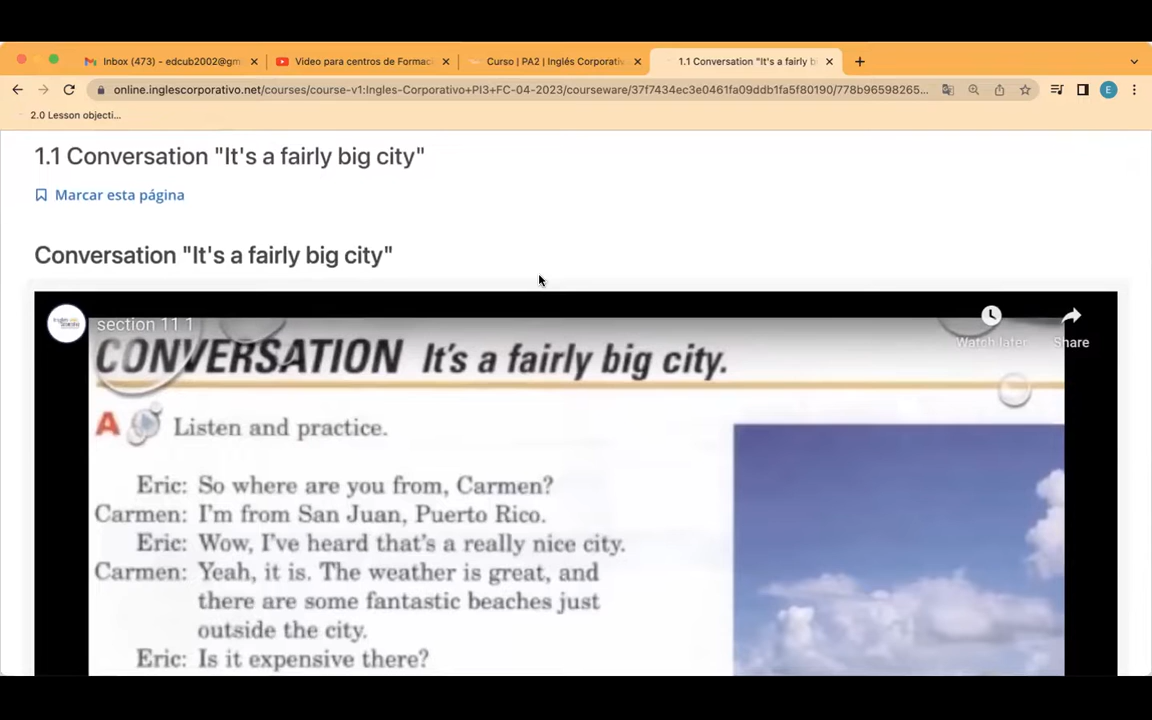 Inbox (473) - edcub2002@gm
Video para centros de Formac
Curso | PA2 | Inglés Corporativ
1.1 Conversation "It's a fairly b
online.inglescorporativo.net/courses/course-v1:Ingles-Corporativo+PI3+FC-04-2023/courseware/37f7434ec3e0461fa09ddb1fa5f80190/778b96598265...
E
2.0 Lesson objecti...
1.1 Conversation "It's a fairly big city"
Marcar esta página
Conversation "It's a fairly big city"
section 11 1
Watch later
Share
CONVERSATION It's a fairly big city.
A Listen and practice.
Eric: So where are you from, Carmen?
Carmen: I'm from San Juan, Puerto Rico.
Eric: Wow, I've heard that's a really nice city.
Carmen: Yeah, it is. The weather is great, and
there are some fantastic beaches just
outside the city.
Eric: Is it expensive there?